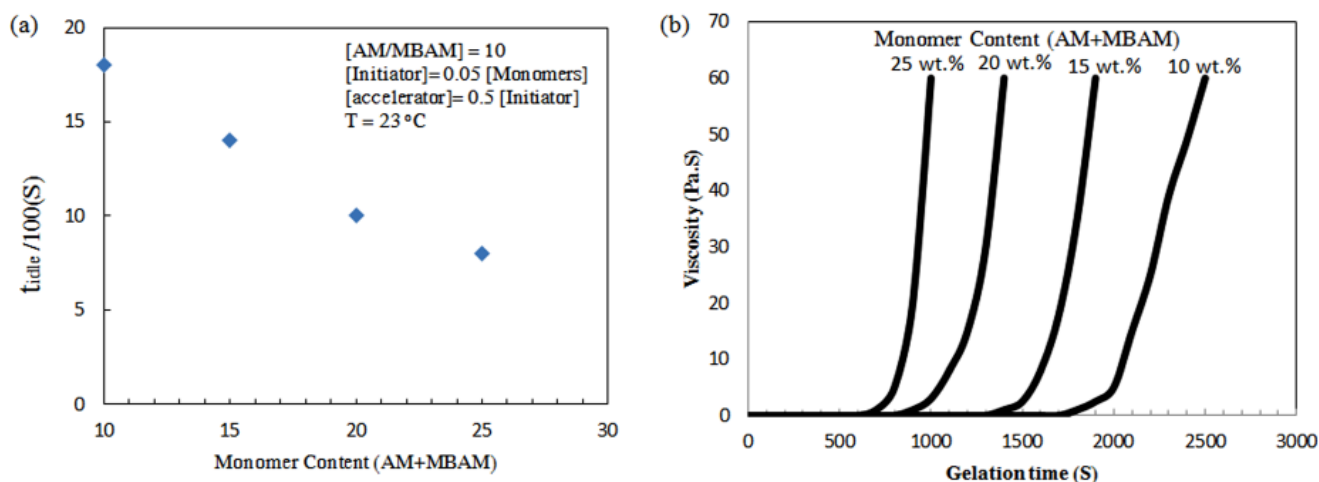 (a)
20
15
10
5
0
t_idle /100(S)
[AM/MBAM] = 10
[Initiator]= 0.05 [Monomers]
[accelerator]= 0.5 [Initiator]
T = 23 °C
10 15 20 25 30
Monomer Content (AM+MBAM)
(b)
70
60
50
40
30
20
10
0
Viscosity (Pa.S)
Monomer Content (AM+MBAM)
25 wt.% 20 wt.% 15 wt.% 10 wt.%
0 500 1000 1500 2000 2500 3000
Gelation time (S)